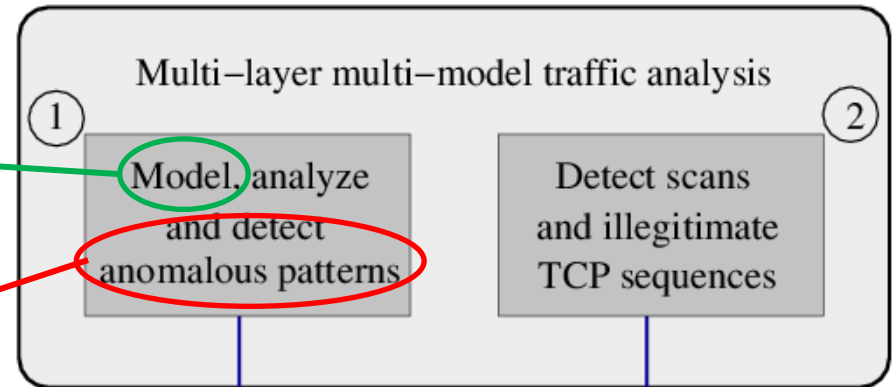 Multi−layer multi−model traffic analysis
1
2
Model, analyze
and detect
anomalous patterns
Detect scans
and illegitimate
TCP sequences